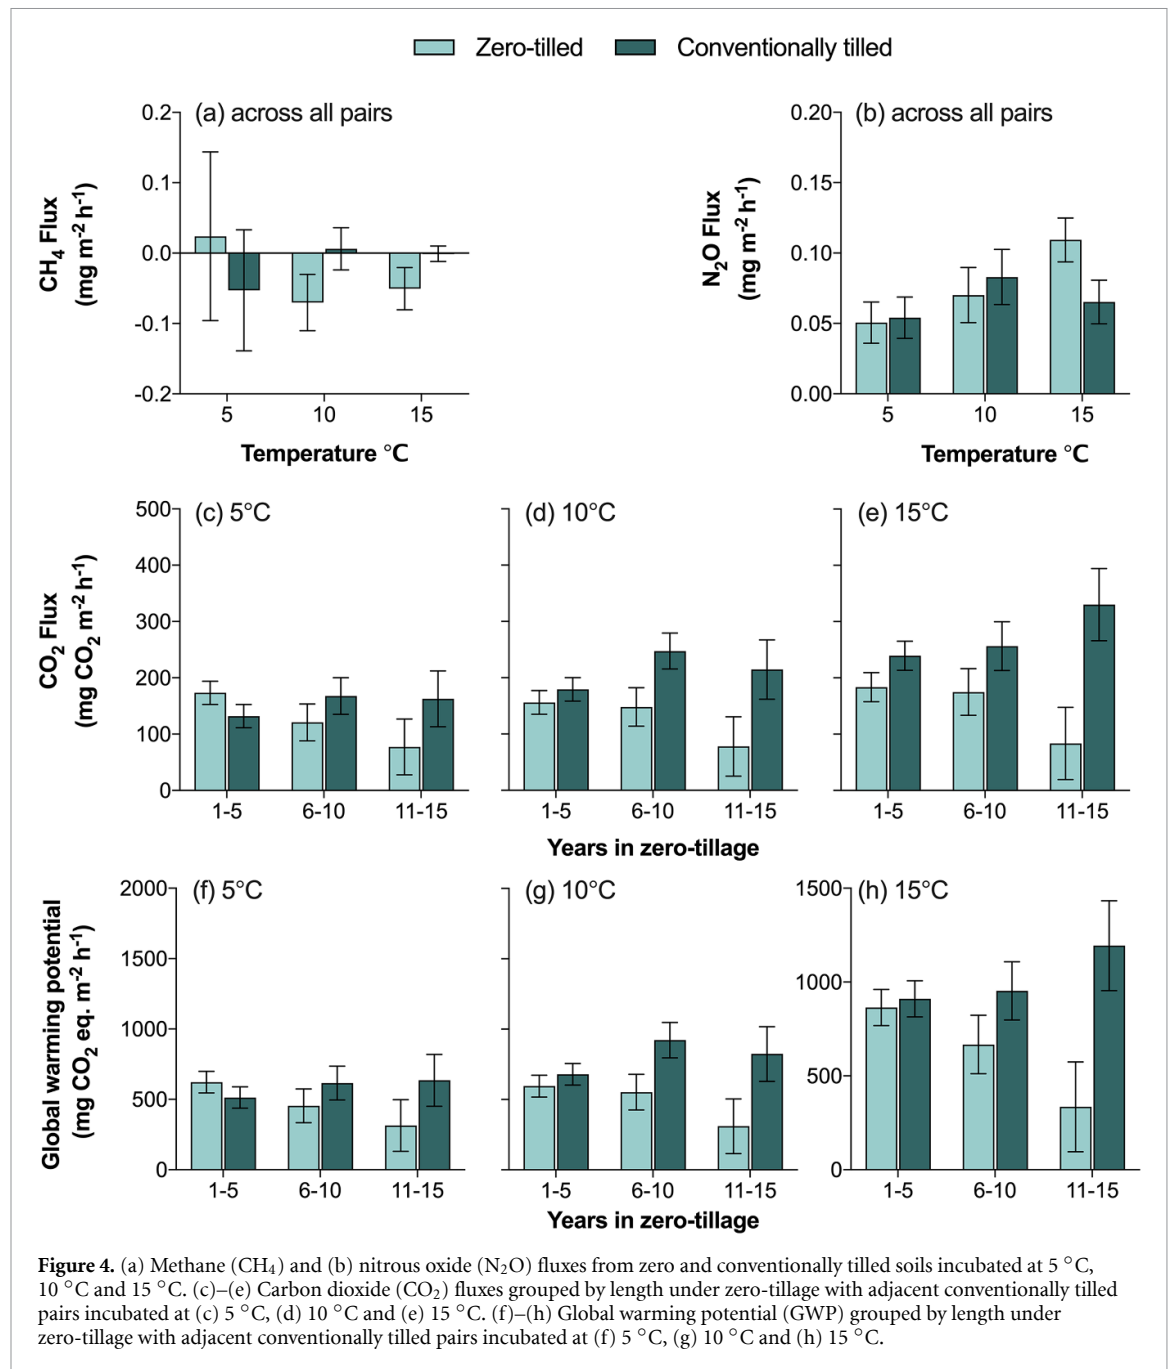 Zero-tilled Conventionally tilled
(a) across all pairs
CH4 Flux
(mg m-2 h-1)
0.2
0.1
0.0
-0.1
-0.2
5 10 15
Temperature °C
(b) across all pairs
N2O Flux
(mg m-2 h-1)
0.20
0.15
0.10
0.05
0.00
5 10 15
Temperature °C
CO2 Flux
(mg CO2 m-2 h-1)
500
400
300
200
100
0
(c) 5°C
1-5 6-10 11-15
(d) 10°C
1-5 6-10 11-15
(e) 15°C
1-5 6-10 11-15
Years in zero-tillage
Global warming potential
(mg CO2 eq. m-2 h-1)
2000
1500
1000
500
0
(f) 5°C
1-5 6-10 11-15
(g) 10°C
1-5 6-10 11-15
1500
1000
500
0
(h) 15°C
1-5 6-10 11-15
Years in zero-tillage
Figure 4. (a) Methane (CH4) and (b) nitrous oxide (N2O) fluxes from zero and conventionally tilled soils incubated at 5 °C,
10 °C and 15 °C. (c)–(e) Carbon dioxide (CO2) fluxes grouped by length under zero-tillage with adjacent conventionally tilled
pairs incubated at (c) 5 °C, (d) 10 °C and (e) 15 °C. (f)–(h) Global warming potential (GWP) grouped by length under
zero-tillage with adjacent conventionally tilled pairs incubated at (f) 5 °C, (g) 10 °C and (h) 15 °C.